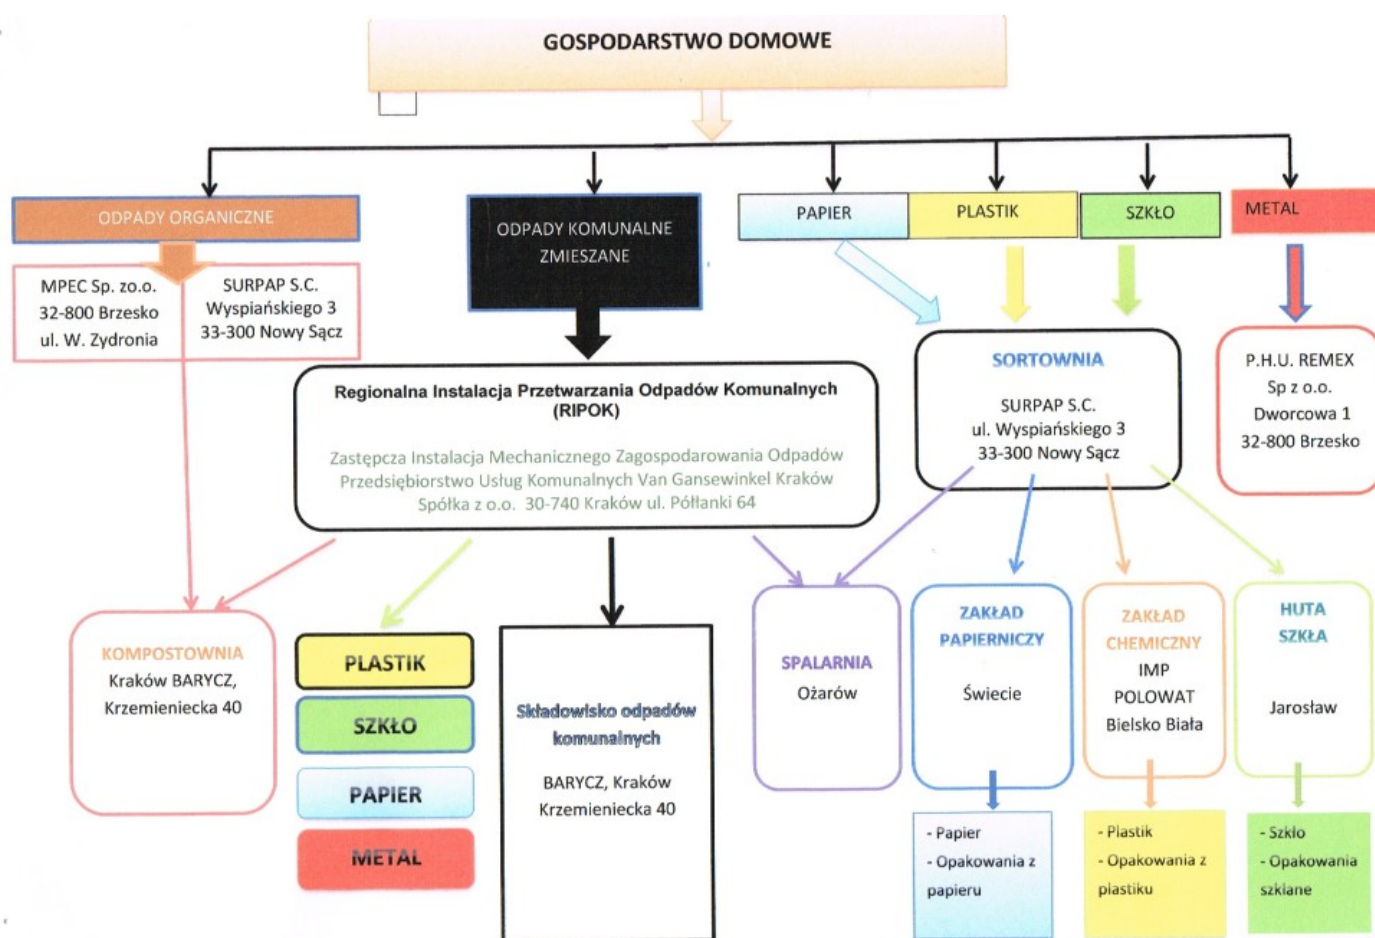 GOSPODARSTWO DOMOWE
ODPADY ORGANICZNE
ODPADY KOMUNALNE
ZMIESZANE
PAPIER
PLASTIK
SZKŁO
METAL
MPEC Sp. zo.o.
32-800 Brzesko
ul. W. Zydronia
SURPAP S.C.
Wyspiańskiego 3
33-300 Nowy Sącz
Regionalna Instalacja Przetwarzania Odpadów Komunalnych
(RIPOK)
Zastępcza Instalacja Mechanicznego Zagospodarowania Odpadów
Przedsiębiorstwo Usług Komunalnych Van Gansewinkel Kraków
Spółka z o.o. 30-740 Kraków ul. Półłanki 64
SORTOWNIA
SURPAP S.C.
ul. Wyspiańskiego 3
33-300 Nowy Sącz
P.H.U. REMEX
Sp z o.o.
Dworcowa 1
32-800 Brzesko
KOMPOSTOWNIA
Kraków BARYCZ,
Krzemieniecka 40
PLASTIK
SZKŁO
PAPIER
METAL
Składowisko odpadów
komunalnych
BARYCZ, Kraków
Krzemieniecka 40
SPALARNIA
Ożarów
ZAKŁAD
PAPIERNICZY
Świecie
ZAKŁAD
CHEMICZNY
IMP
POLOWAT
Bielsko Biała
HUTA
SZKŁA
Jarosław
- Papier
- Opakowania z
papieru
- Plastik
- Opakowania z
plastiku
- Szkło
- Opakowania
szklane